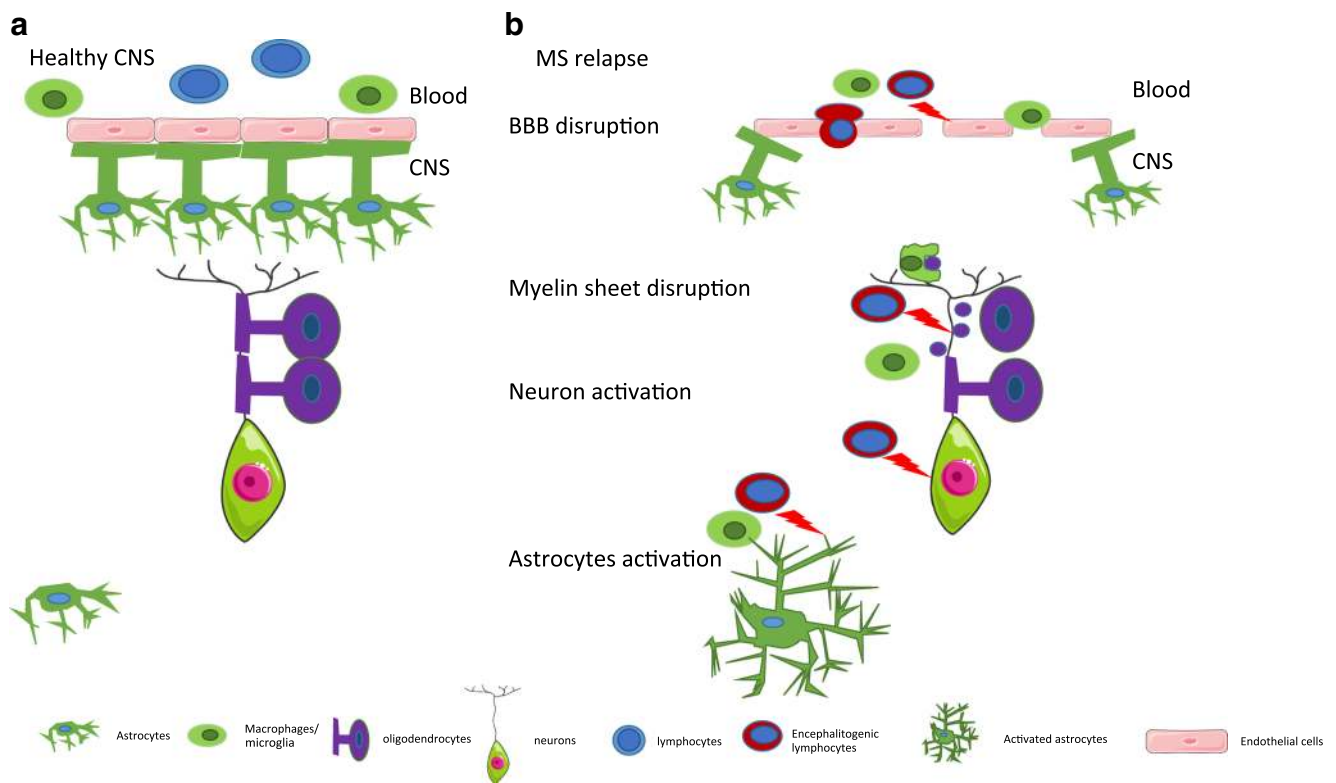 a
Healthy CNS
Blood
CNS
b
MS relapse
Blood
BBB disruption
CNS
Myelin sheet disruption
Neuron activation
Astrocytes activation
Astrocytes
Macrophages/
microglia
oligodendrocytes
neurons
lymphocytes
Encephalitogenic
lymphocytes
Activated astrocytes
Endothelial cells